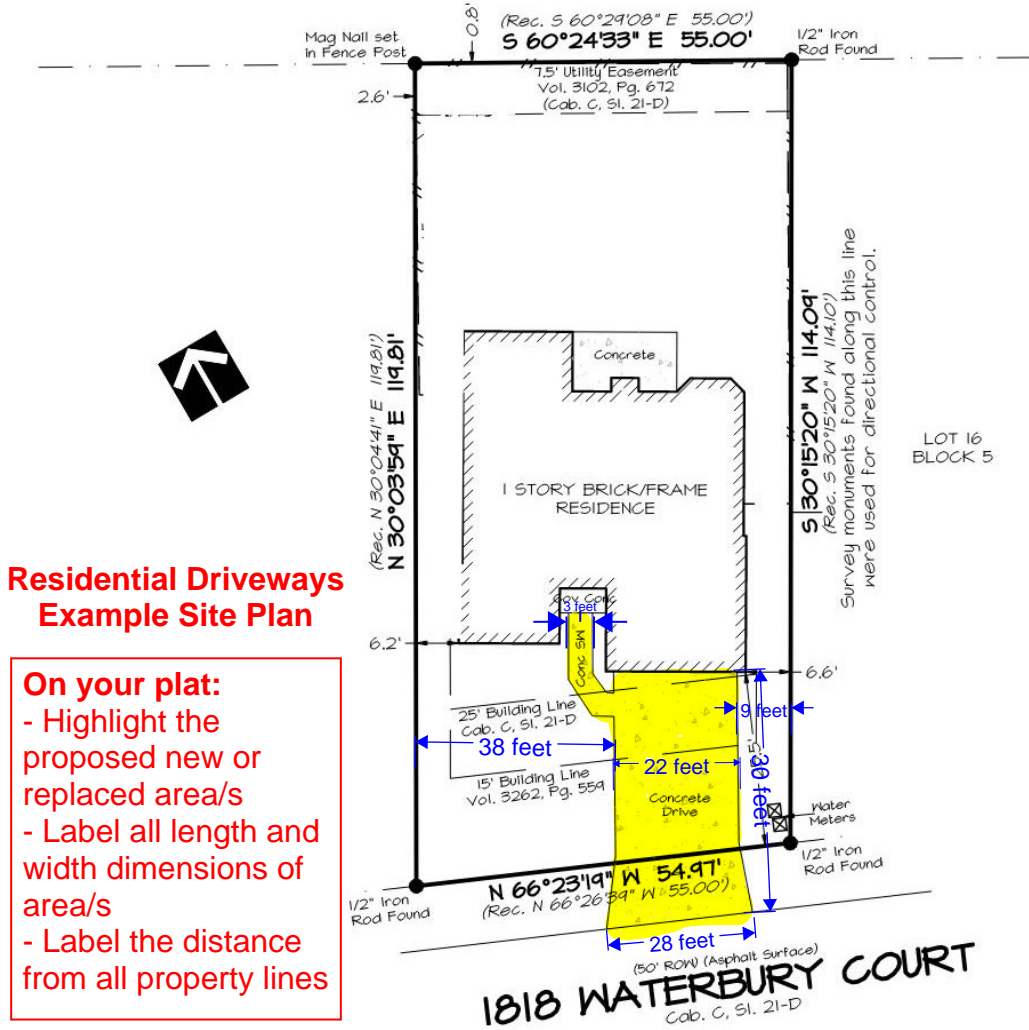 0.8'
(Rec. S 60°29'08" E 55.00')
S 60°24'33" E 55.00'
Mag Nail set
in Fence Post
1/2" Iron
Rod Found
7.5' Utility Easement
Vol. 3102, Pg. 672
(Cab. C, Sl. 21-D)
2.6'
(Rec. N 30°04'41" E 119.81')
N 30°03'59" E 119.81'
S 30°15'20" W 114.09'
(Rec. S 30°15'20" W 114.10')
Survey monuments found along this line
were used for directional control.
LOT 16
BLOCK 5
Concrete
1 STORY BRICK/FRAME
RESIDENCE
Residential Driveways
Example Site Plan
Cov. Conc
3 feet
Conc SW
6.2'
6.6'
On your plat:
- Highlight the
proposed new or
replaced area/s
- Label all length and
width dimensions of
area/s
- Label the distance
from all property lines
25' Building Line
Cab. C, Sl. 21-D
9 feet
38 feet
22 feet
30 feet
15' Building Line
Vol. 3262, Pg. 559
Concrete
Drive
Water
Meters
1/2" Iron
Rod Found
N 66°23'19" W 54.97'
(Rec. N 66°26'39" W 55.00')
1/2" Iron
Rod Found
28 feet
(50' ROW) (Asphalt Surface)
1818 WATERBURY COURT
Cab. C, Sl. 21-D